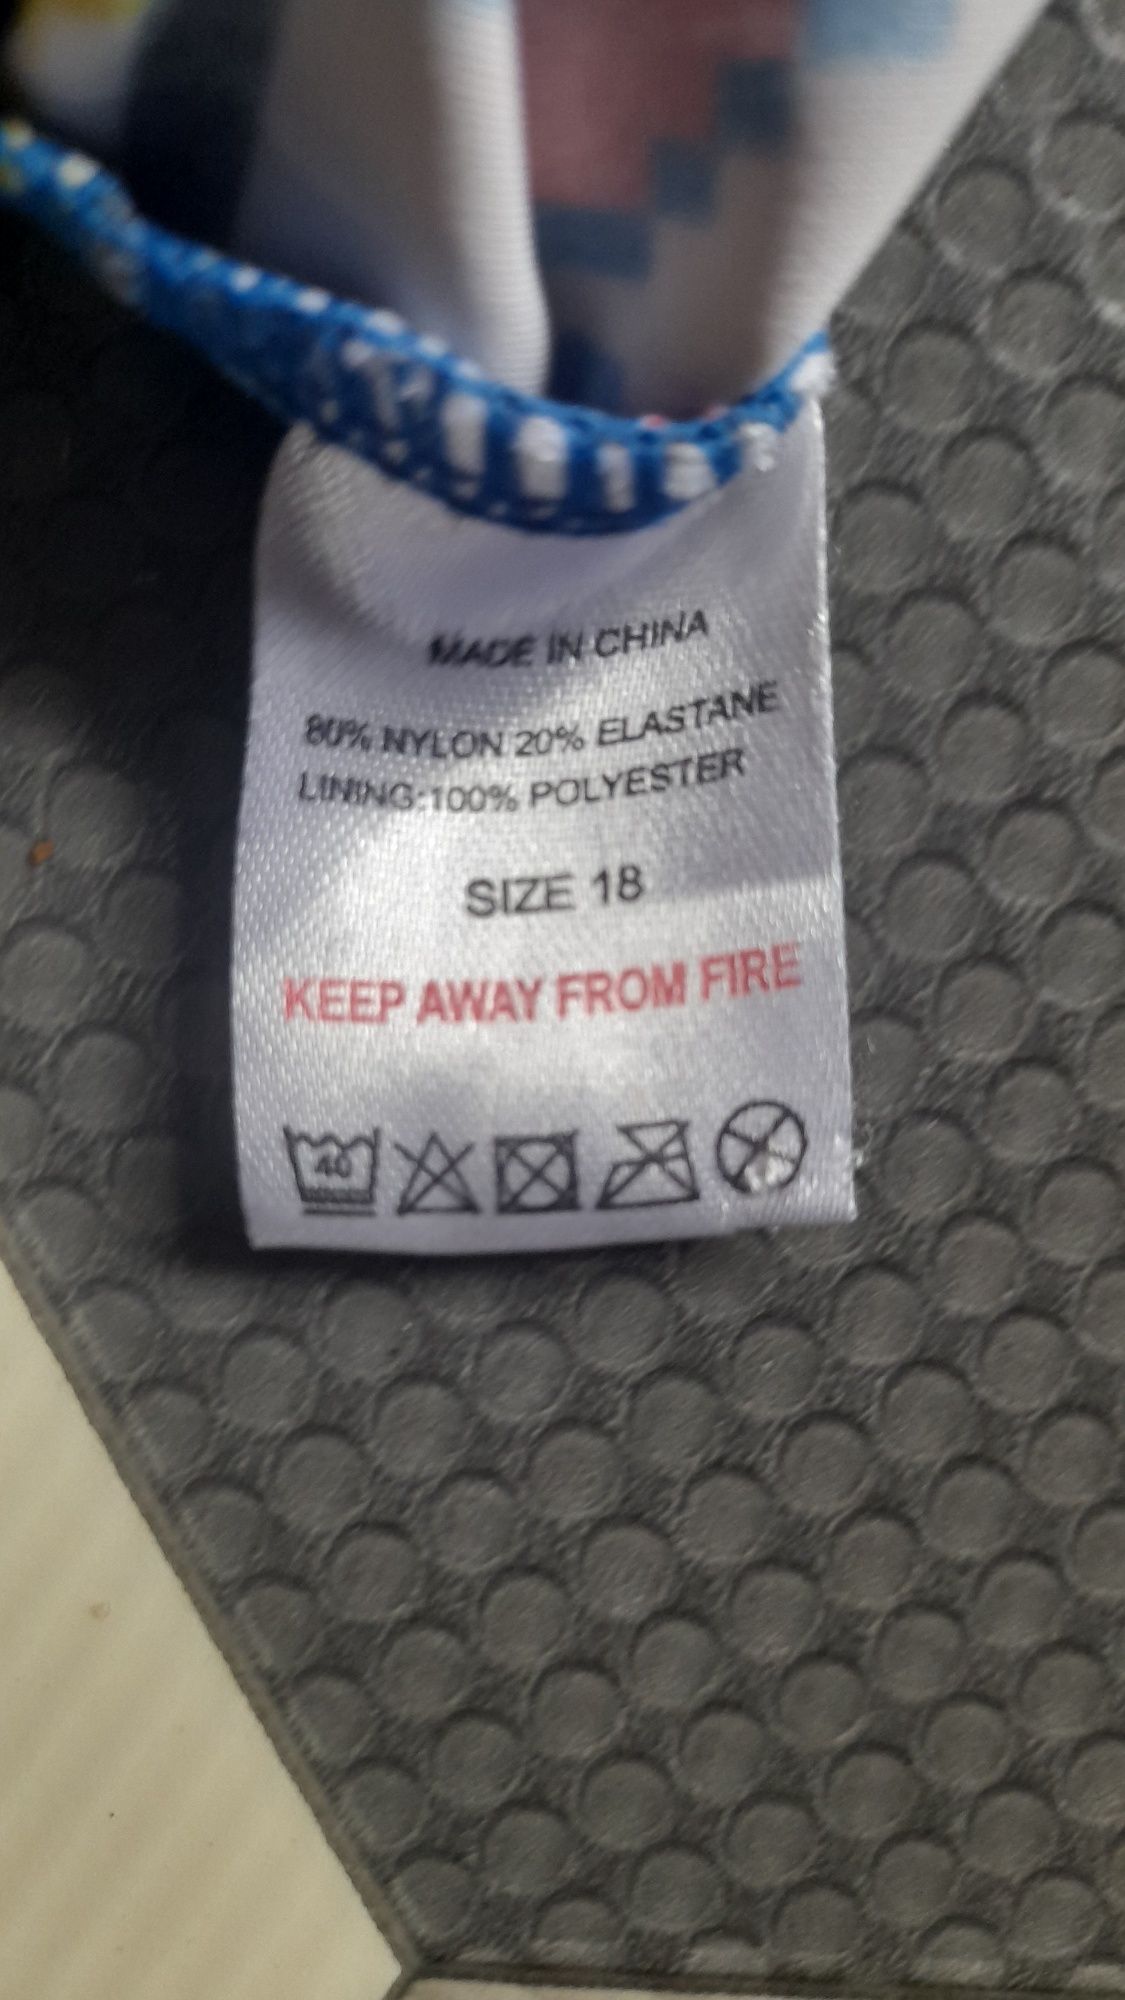 MADE IN CHINA
80% NYLON 20% ELASTANE
LINING:100% POLYESTER
SIZE 18
KEEP AWAY FROM FIRE
40